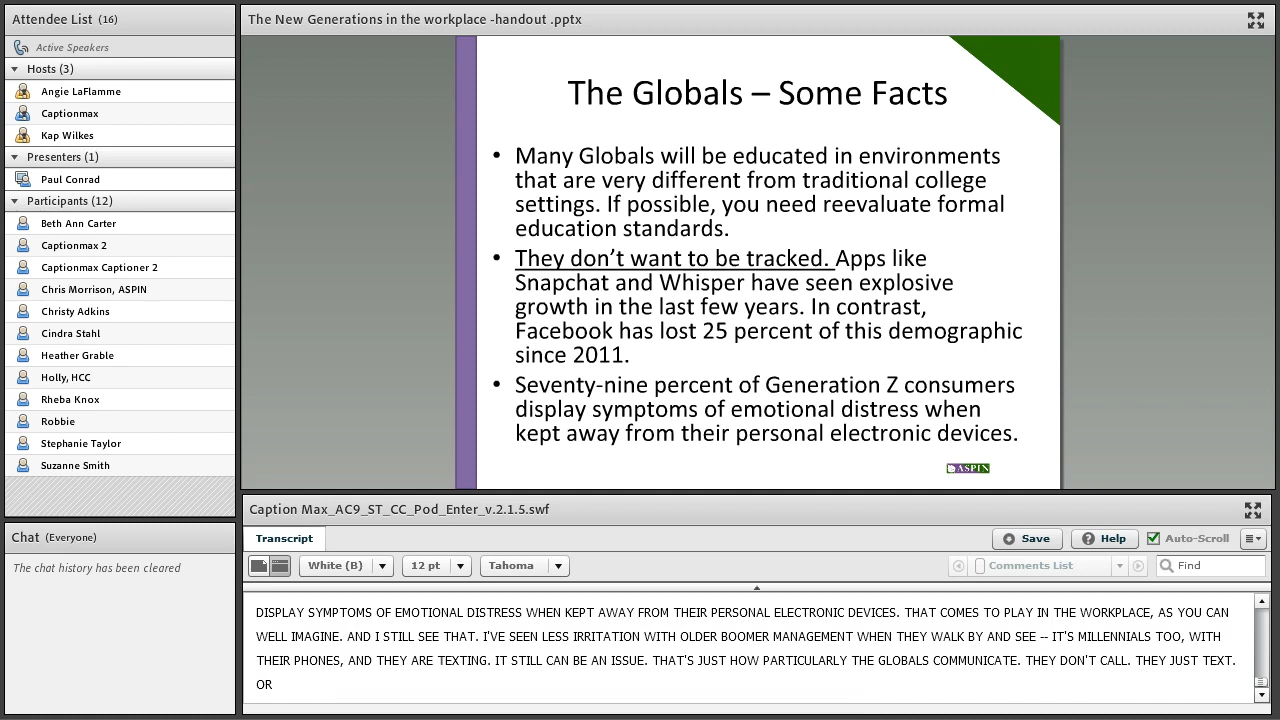 Attendee List (16)
Active Speakers
Hosts (3)
Angie LaFlamme
Captionmax
Kap Wilkes
Presenters (1)
Paul Conrad
Participants (12)
Beth Ann Carter
Captionmax 2
Captionmax Captioner 2
Chris Morrison, ASPIN
Christy Adkins
Cindra Stahl
Heather Grable
Holly, HCC
Rheba Knox
Robbie
Stephanie Taylor
Suzanne Smith
Chat (Everyone)
The chat history has been cleared
The New Generations in the workplace -handout .pptx
The Globals – Some Facts
• Many Globals will be educated in environments
that are very different from traditional college
settings. If possible, you need reevaluate formal
education standards.
• They don’t want to be tracked. Apps like
Snapchat and Whisper have seen explosive
growth in the last few years. In contrast,
Facebook has lost 25 percent of this demographic
since 2011.
• Seventy-nine percent of Generation Z consumers
display symptoms of emotional distress when
kept away from their personal electronic devices.
ASPIN
Caption Max_AC9_ST_CC_Pod_Enter_v.2.1.5.swf
Transcript
Save
Help
Auto-Scroll
White (B)
12 pt
Tahoma
Comments List
Find
DISPLAY SYMPTOMS OF EMOTIONAL DISTRESS WHEN KEPT AWAY FROM THEIR PERSONAL ELECTRONIC DEVICES. THAT COMES TO PLAY IN THE WORKPLACE, AS YOU CAN
WELL IMAGINE. AND I STILL SEE THAT. I'VE SEEN LESS IRRITATION WITH OLDER BOOMER MANAGEMENT WHEN THEY WALK BY AND SEE -- IT'S MILLENNIALS TOO, WITH
THEIR PHONES, AND THEY ARE TEXTING. IT STILL CAN BE AN ISSUE. THAT'S JUST HOW PARTICULARLY THE GLOBALS COMMUNICATE. THEY DON'T CALL. THEY JUST TEXT.
OR